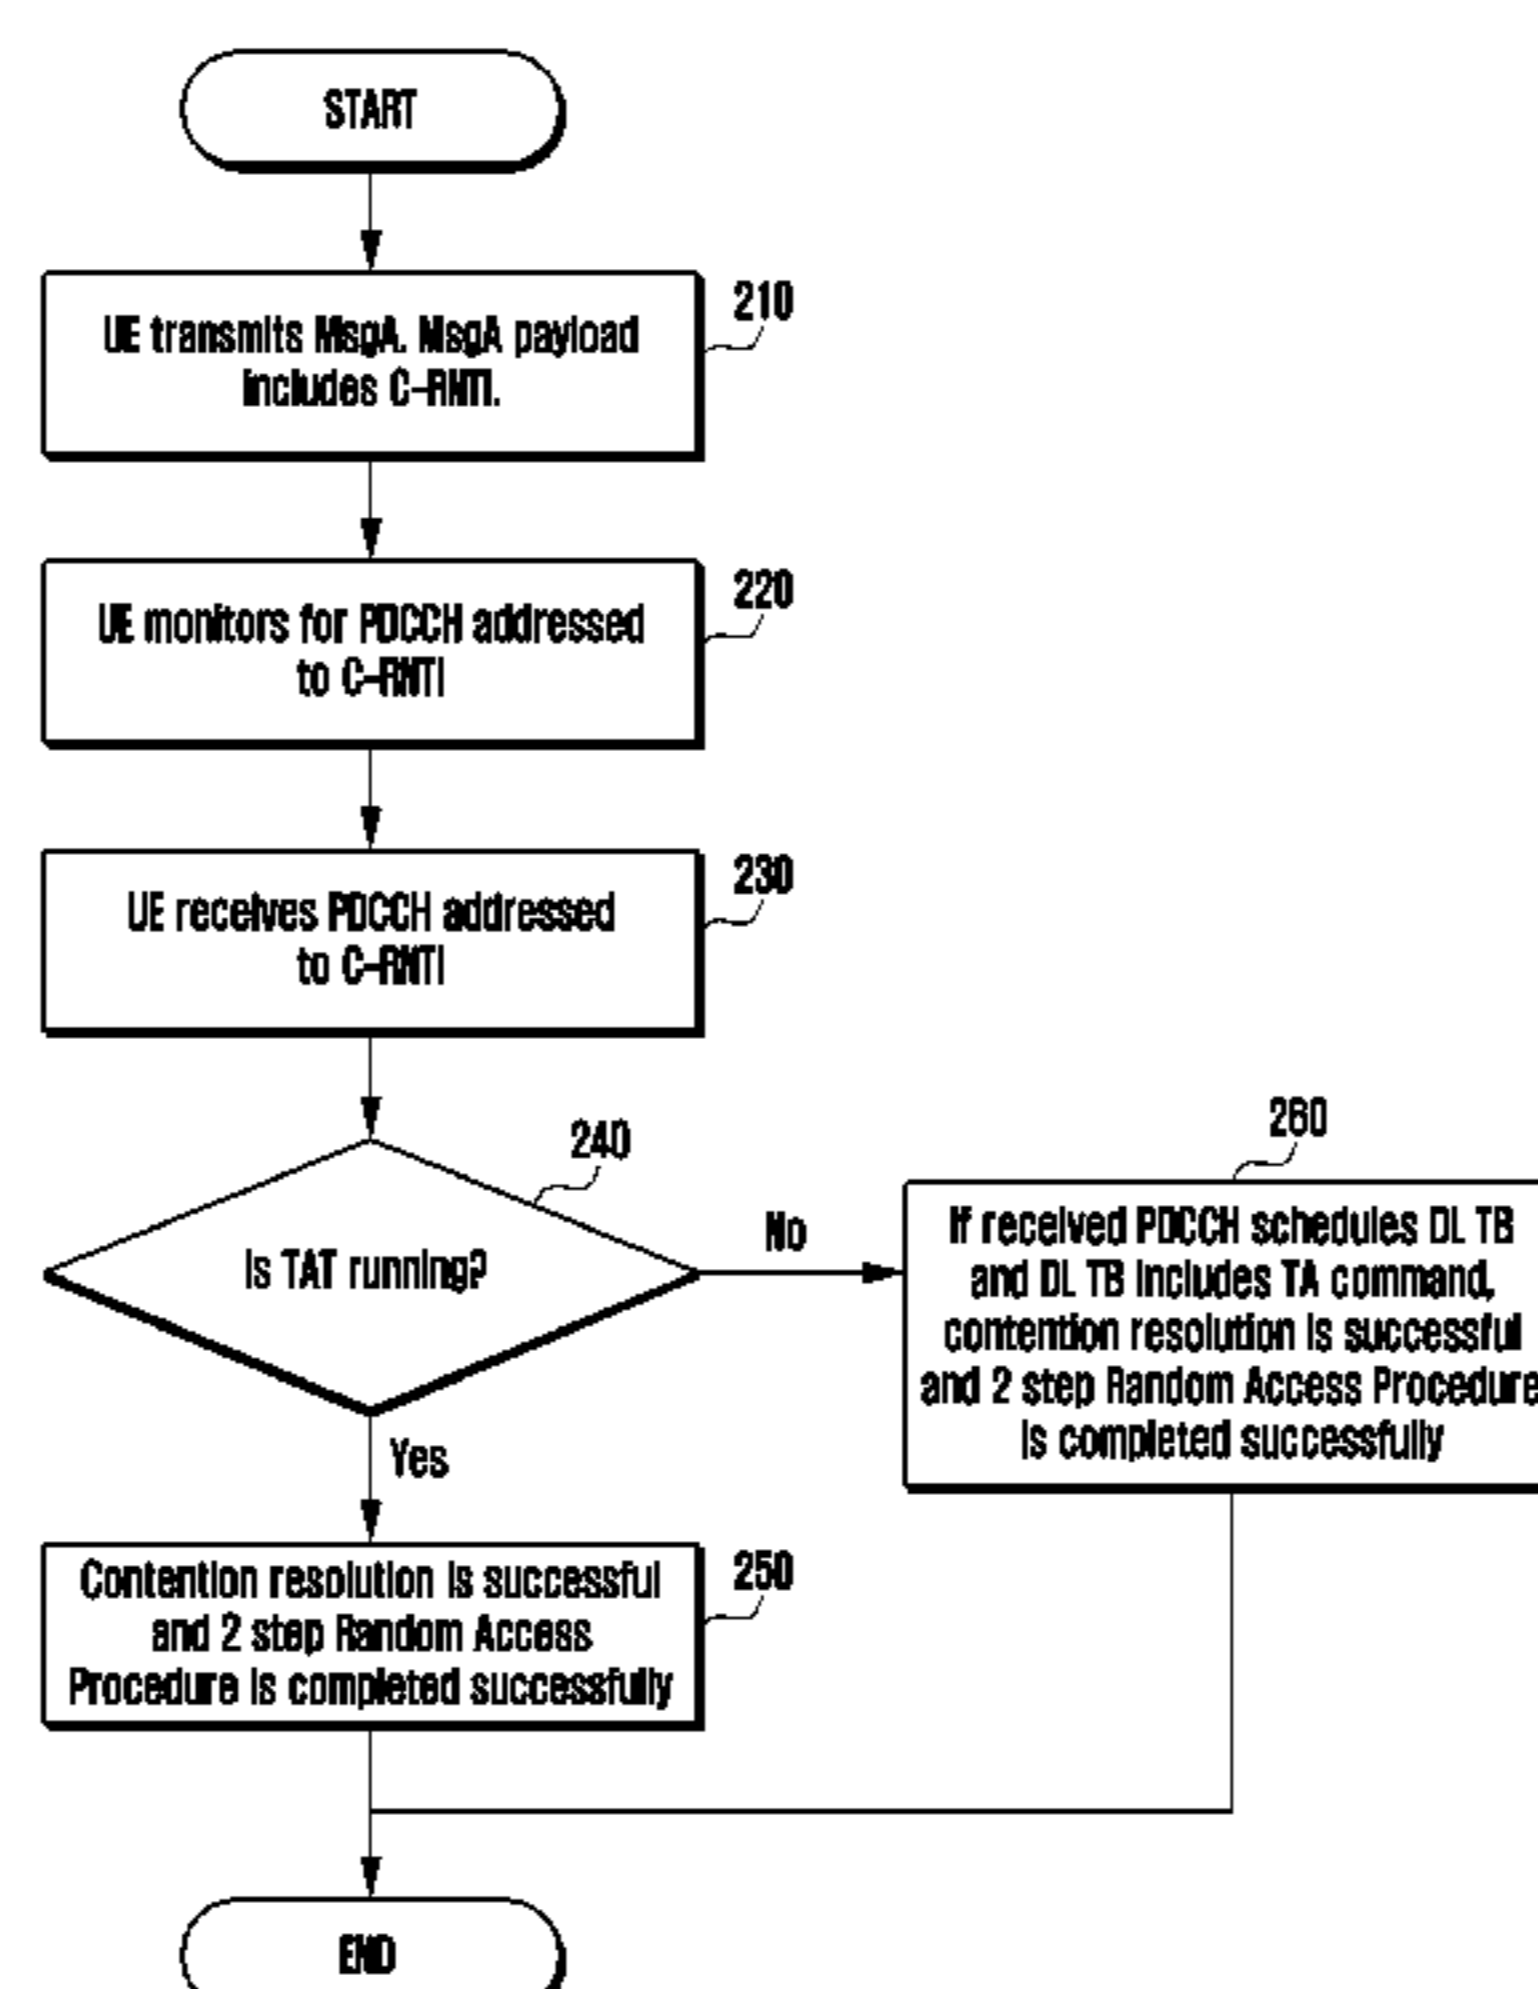 START
UE transmits MsgA. MsgA payload
includes C-RNTI.
210
UE monitors for PDCCH addressed
to C-RNTI
220
UE receives PDCCH addressed
to C-RNTI
230
Is TAT running?
240
No
260
If received PDCCH schedules DL TB
and DL TB includes TA command,
contention resolution is successful
and 2 step Random Access Procedure
is completed successfully
Yes
Contention resolution is successful
and 2 step Random Access
Procedure is completed successfully
250
END